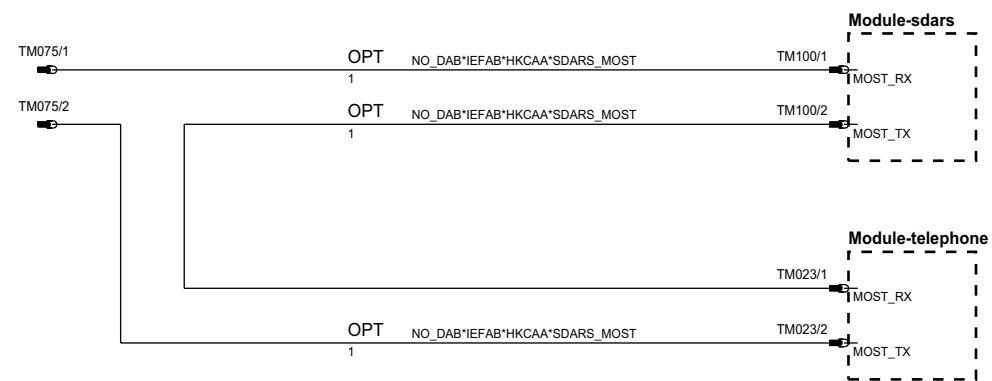 Module-sdars
TM075/1
OPT
NO_DAB*IEFAB*HKCAA*SDARS_MOST
TM100/1
1
MOST_RX
TM075/2
OPT
NO_DAB*IEFAB*HKCAA*SDARS_MOST
TM100/2
1
MOST_TX
Module-telephone
TM023/1
MOST_RX
OPT
NO_DAB*IEFAB*HKCAA*SDARS_MOST
TM023/2
1
MOST_TX